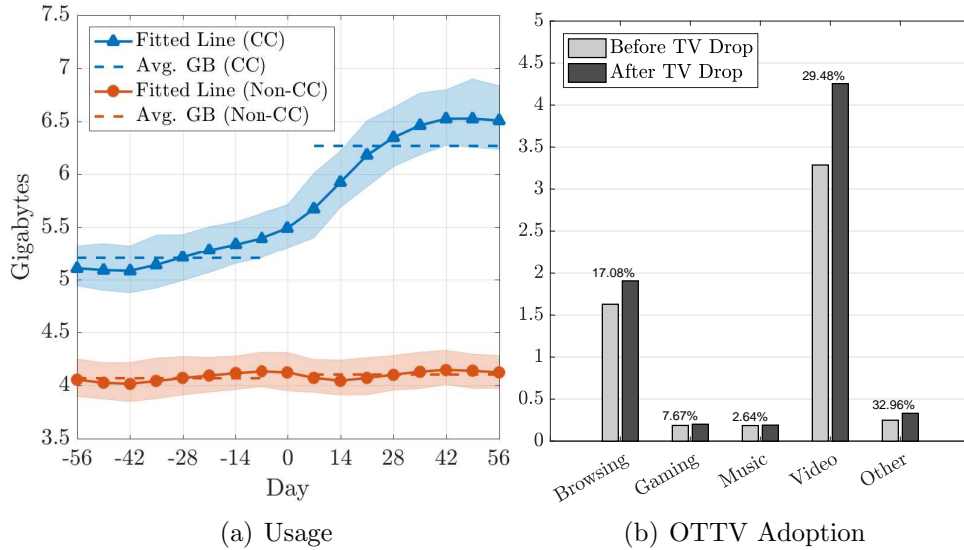 7.5
7
6.5
6
5.5
5
4.5
4
3.5
Gigabytes
Fitted Line (CC)
Avg. GB (CC)
Fitted Line (Non-CC)
Avg. GB (Non-CC)
-56 -42 -28 -14 0 14 28 42 56
Day
(a) Usage
5
4.5
4
3.5
3
2.5
2
1.5
1
0.5
0
Before TV Drop
After TV Drop
17.08%
7.67%
2.64%
29.48%
32.96%
Browsing
Gaming
Music
Video
Other
(b) OTTV Adoption